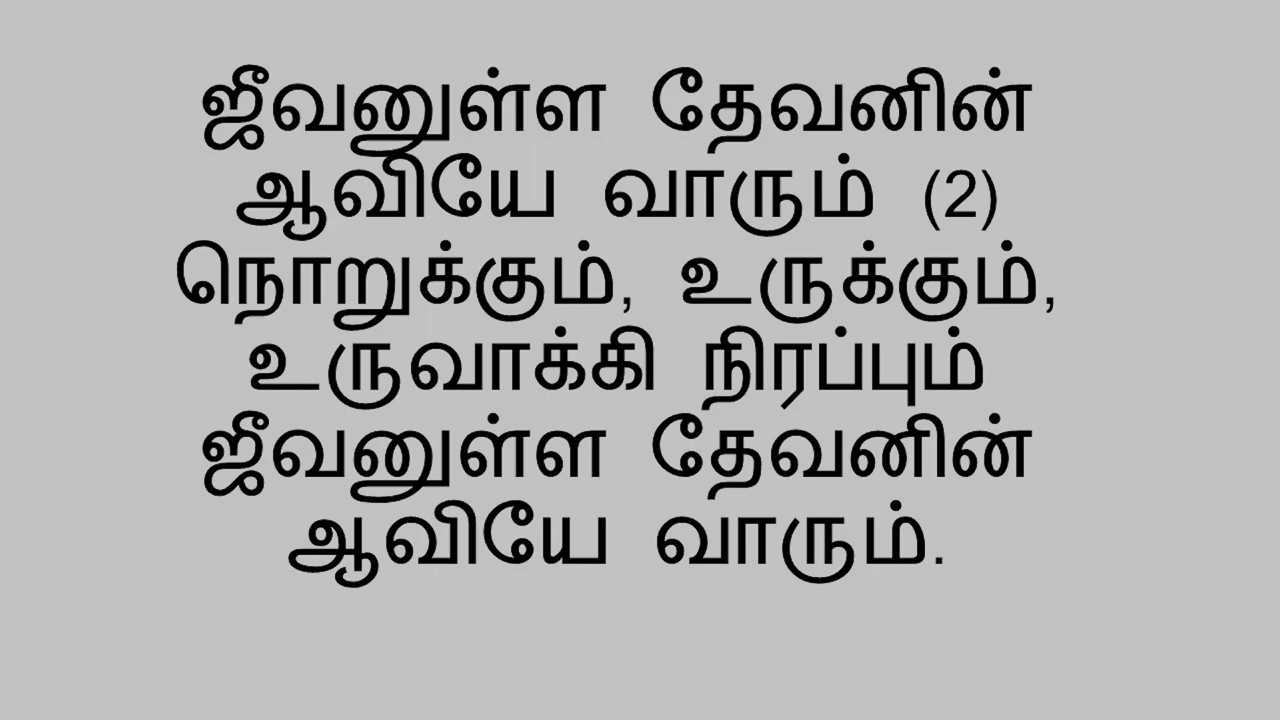 ஜீவனுள்ள தேவனின்
ஆவியே வாரும் (2)
நொறுக்கும், உருக்கும்,
உருவாக்கி நிரப்பும்
ஜீவனுள்ள தேவனின்
ஆவியே வாரும்.